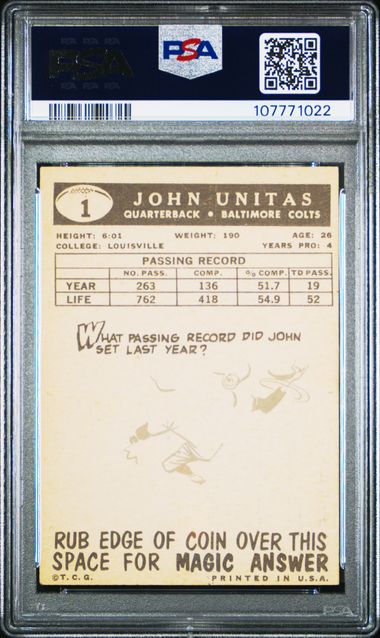 PSA
PSA
107771022
1
JOHN UNITAS
QUARTERBACK • BALTIMORE COLTS
HEIGHT: 6:01 WEIGHT: 190 AGE: 26
COLLEGE: LOUISVILLE YEARS PRO: 4
PASSING RECORD
NO. PASS. COMP. % COMP. TD PASS.
YEAR 263 136 51.7 19
LIFE 762 418 54.9 52
WHAT PASSING RECORD DID JOHN
SET LAST YEAR?
RUB EDGE OF COIN OVER THIS
SPACE FOR MAGIC ANSWER
©T.C.G. PRINTED IN U.S.A.
PSA